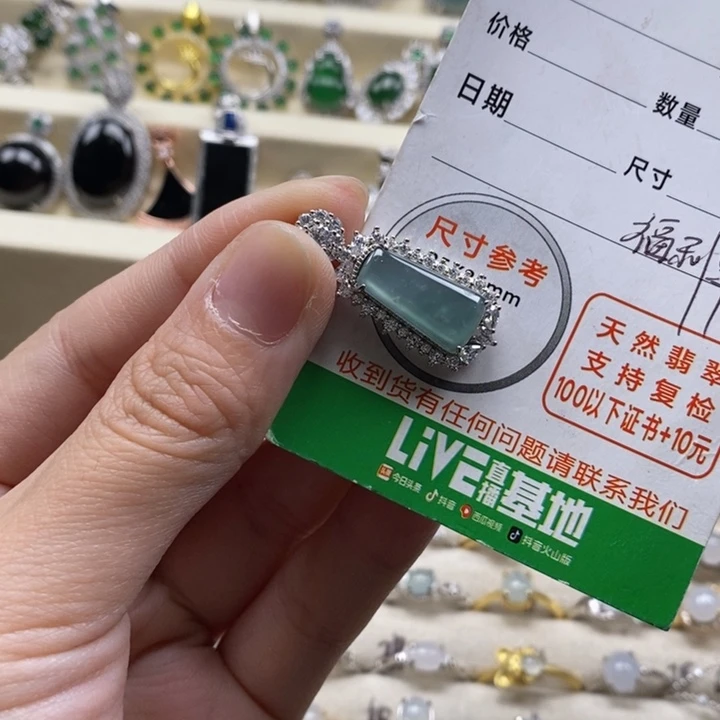 价格
数量
日期
尺寸
尺寸参考
mm
天然翡翠
支持复检
100以下证书+10元
收到货有任何问题请联系我们
LiVE直播基地
今日头条 抖音 西瓜视频 抖音火山版